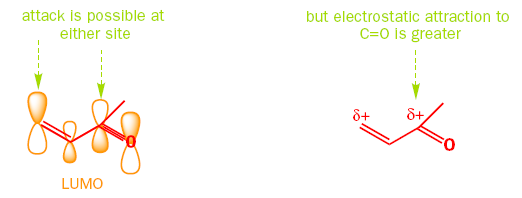 attack is possible at
either site
but electrostatic attraction to
C=O is greater
δ+
δ+
O
O
LUMO